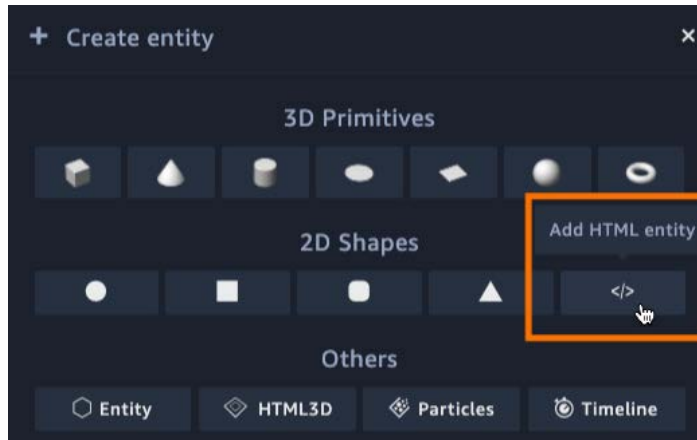 + Create entity ×
3D Primitives
Add HTML entity
2D Shapes
</>
Others
Entity HTML3D Particles Timeline